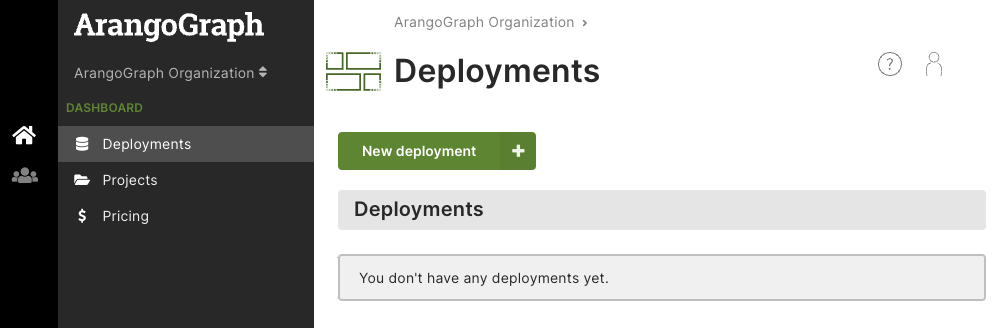 ArangoGraph
ArangoGraph Organization
DASHBOARD
Deployments
Projects
$ Pricing
ArangoGraph Organization ›
Deployments
?
New deployment +
Deployments
You don't have any deployments yet.